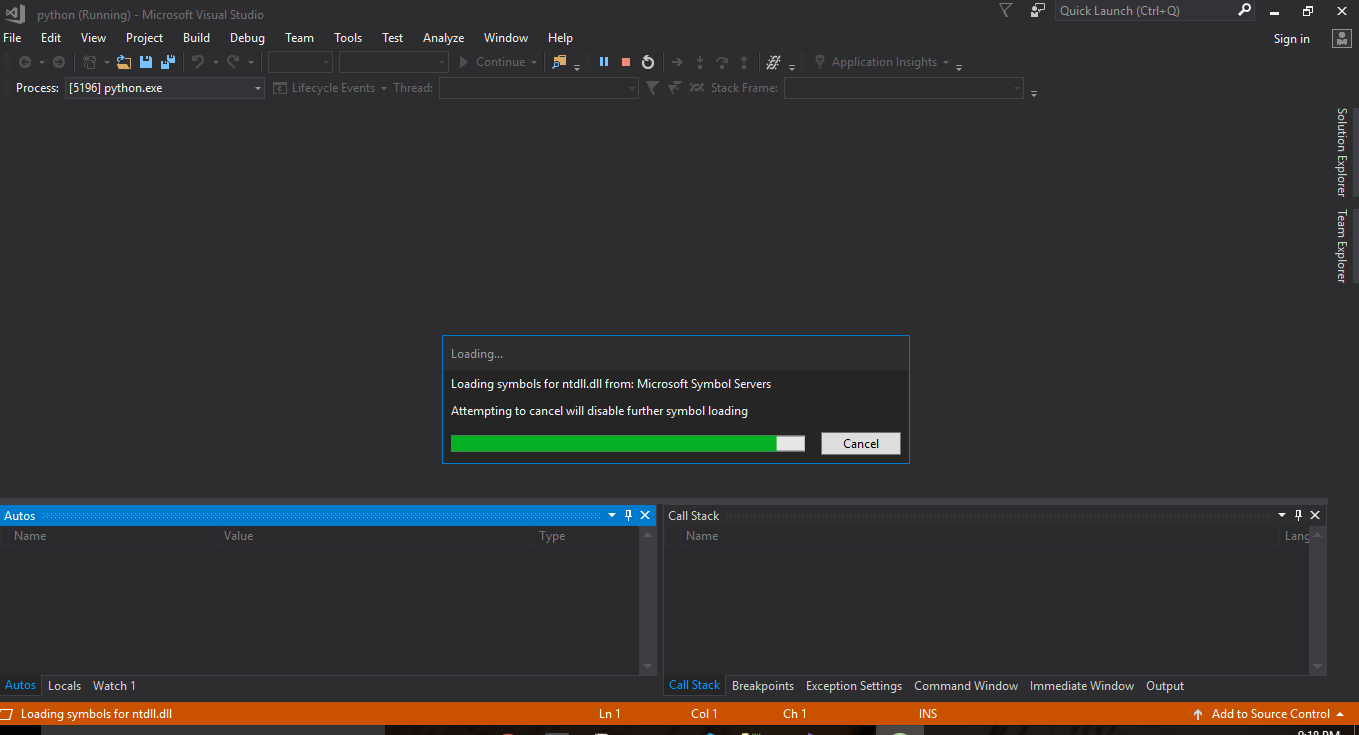 python (Running) - Microsoft Visual Studio
Quick Launch (Ctrl+Q)
File Edit View Project Build Debug Team Tools Test Analyze Window Help
Sign in
Continue
Application Insights
Process: [5196] python.exe Lifecycle Events Thread: Stack Frame:
Solution Explorer
Team Explorer
Loading...
Loading symbols for ntdll.dll from: Microsoft Symbol Servers
Attempting to cancel will disable further symbol loading
Cancel
Autos
Name Value Type
Call Stack
Name Lang
Autos Locals Watch 1
Call Stack Breakpoints Exception Settings Command Window Immediate Window Output
Loading symbols for ntdll.dll Ln 1 Col 1 Ch 1 INS Add to Source Control
9:18 PM